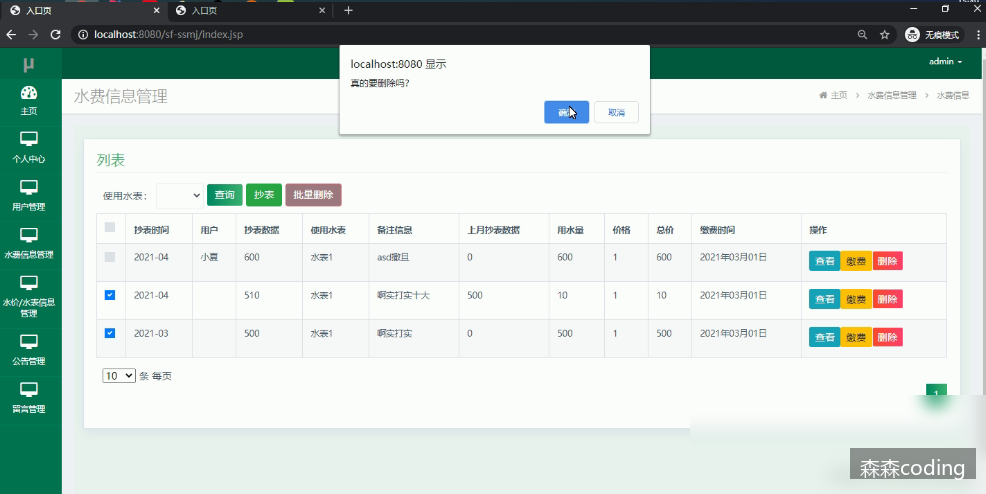 入口页
入口页
localhost:8080/sf-ssmj/index.jsp
无痕模式
localhost:8080 显示
真的要删除吗?
取消
μ
admin
主页
个人中心
用户管理
水费信息管理
水价/水表信息
管理
公告管理
留言管理
水费信息管理
主页 > 水费信息管理 > 水费信息
列表
使用水表: 查询 抄表 批量删除
抄表时间 用户 抄表数据 使用水表 备注信息 上月抄表数据 用水量 价格 总价 缴费时间 操作
2021-04 小夏 600 水表1 asd撒旦 0 600 1 600 2021年03月01日 查看 缴费 删除
2021-04 510 水表1 啊实打实十大 500 10 1 10 2021年03月01日 查看 缴费 删除
2021-03 500 水表1 啊实打实 0 500 1 500 2021年03月01日 查看 缴费 删除
10 条 每页
1
森森coding